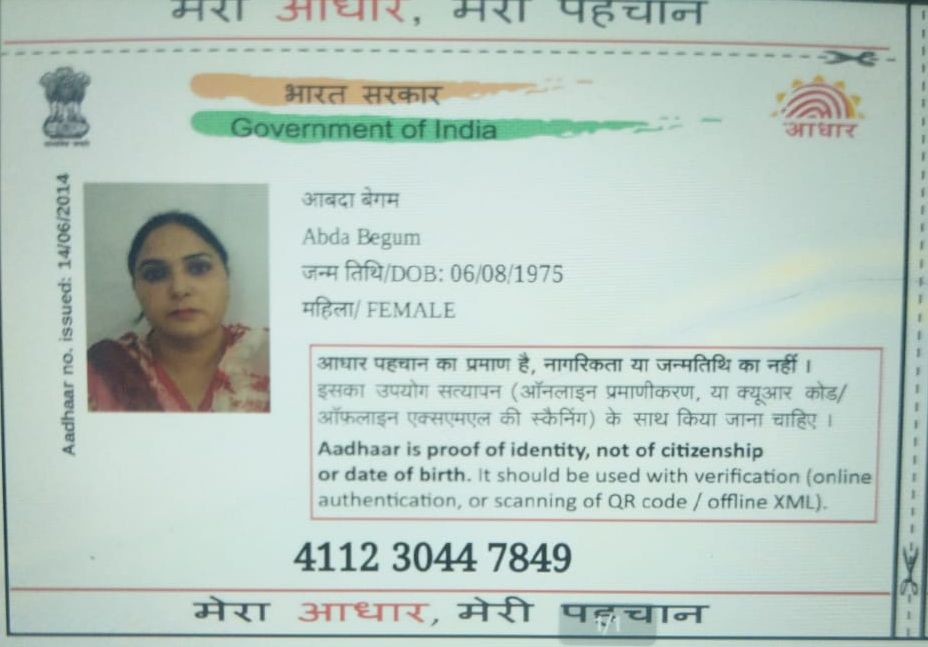 मेरा आधार, मेरी पहचान
भारत सरकार
Government of India
आधार
Aadhaar no. issued: 14/06/2014
आबदा बेगम
Abda Begum
जन्म तिथि/DOB: 06/08/1975
महिला/ FEMALE
आधार पहचान का प्रमाण है, नागरिकता या जन्मतिथि का नहीं ।
इसका उपयोग सत्यापन (ऑनलाइन प्रमाणीकरण, या क्यूआर कोड/
ऑफलाइन एक्सएमएल की स्कैनिंग) के साथ किया जाना चाहिए ।
Aadhaar is proof of identity, not of citizenship
or date of birth. It should be used with verification (online
authentication, or scanning of QR code / offline XML).
4112 3044 7849
मेरा आधार, मेरी पहचान
1/1